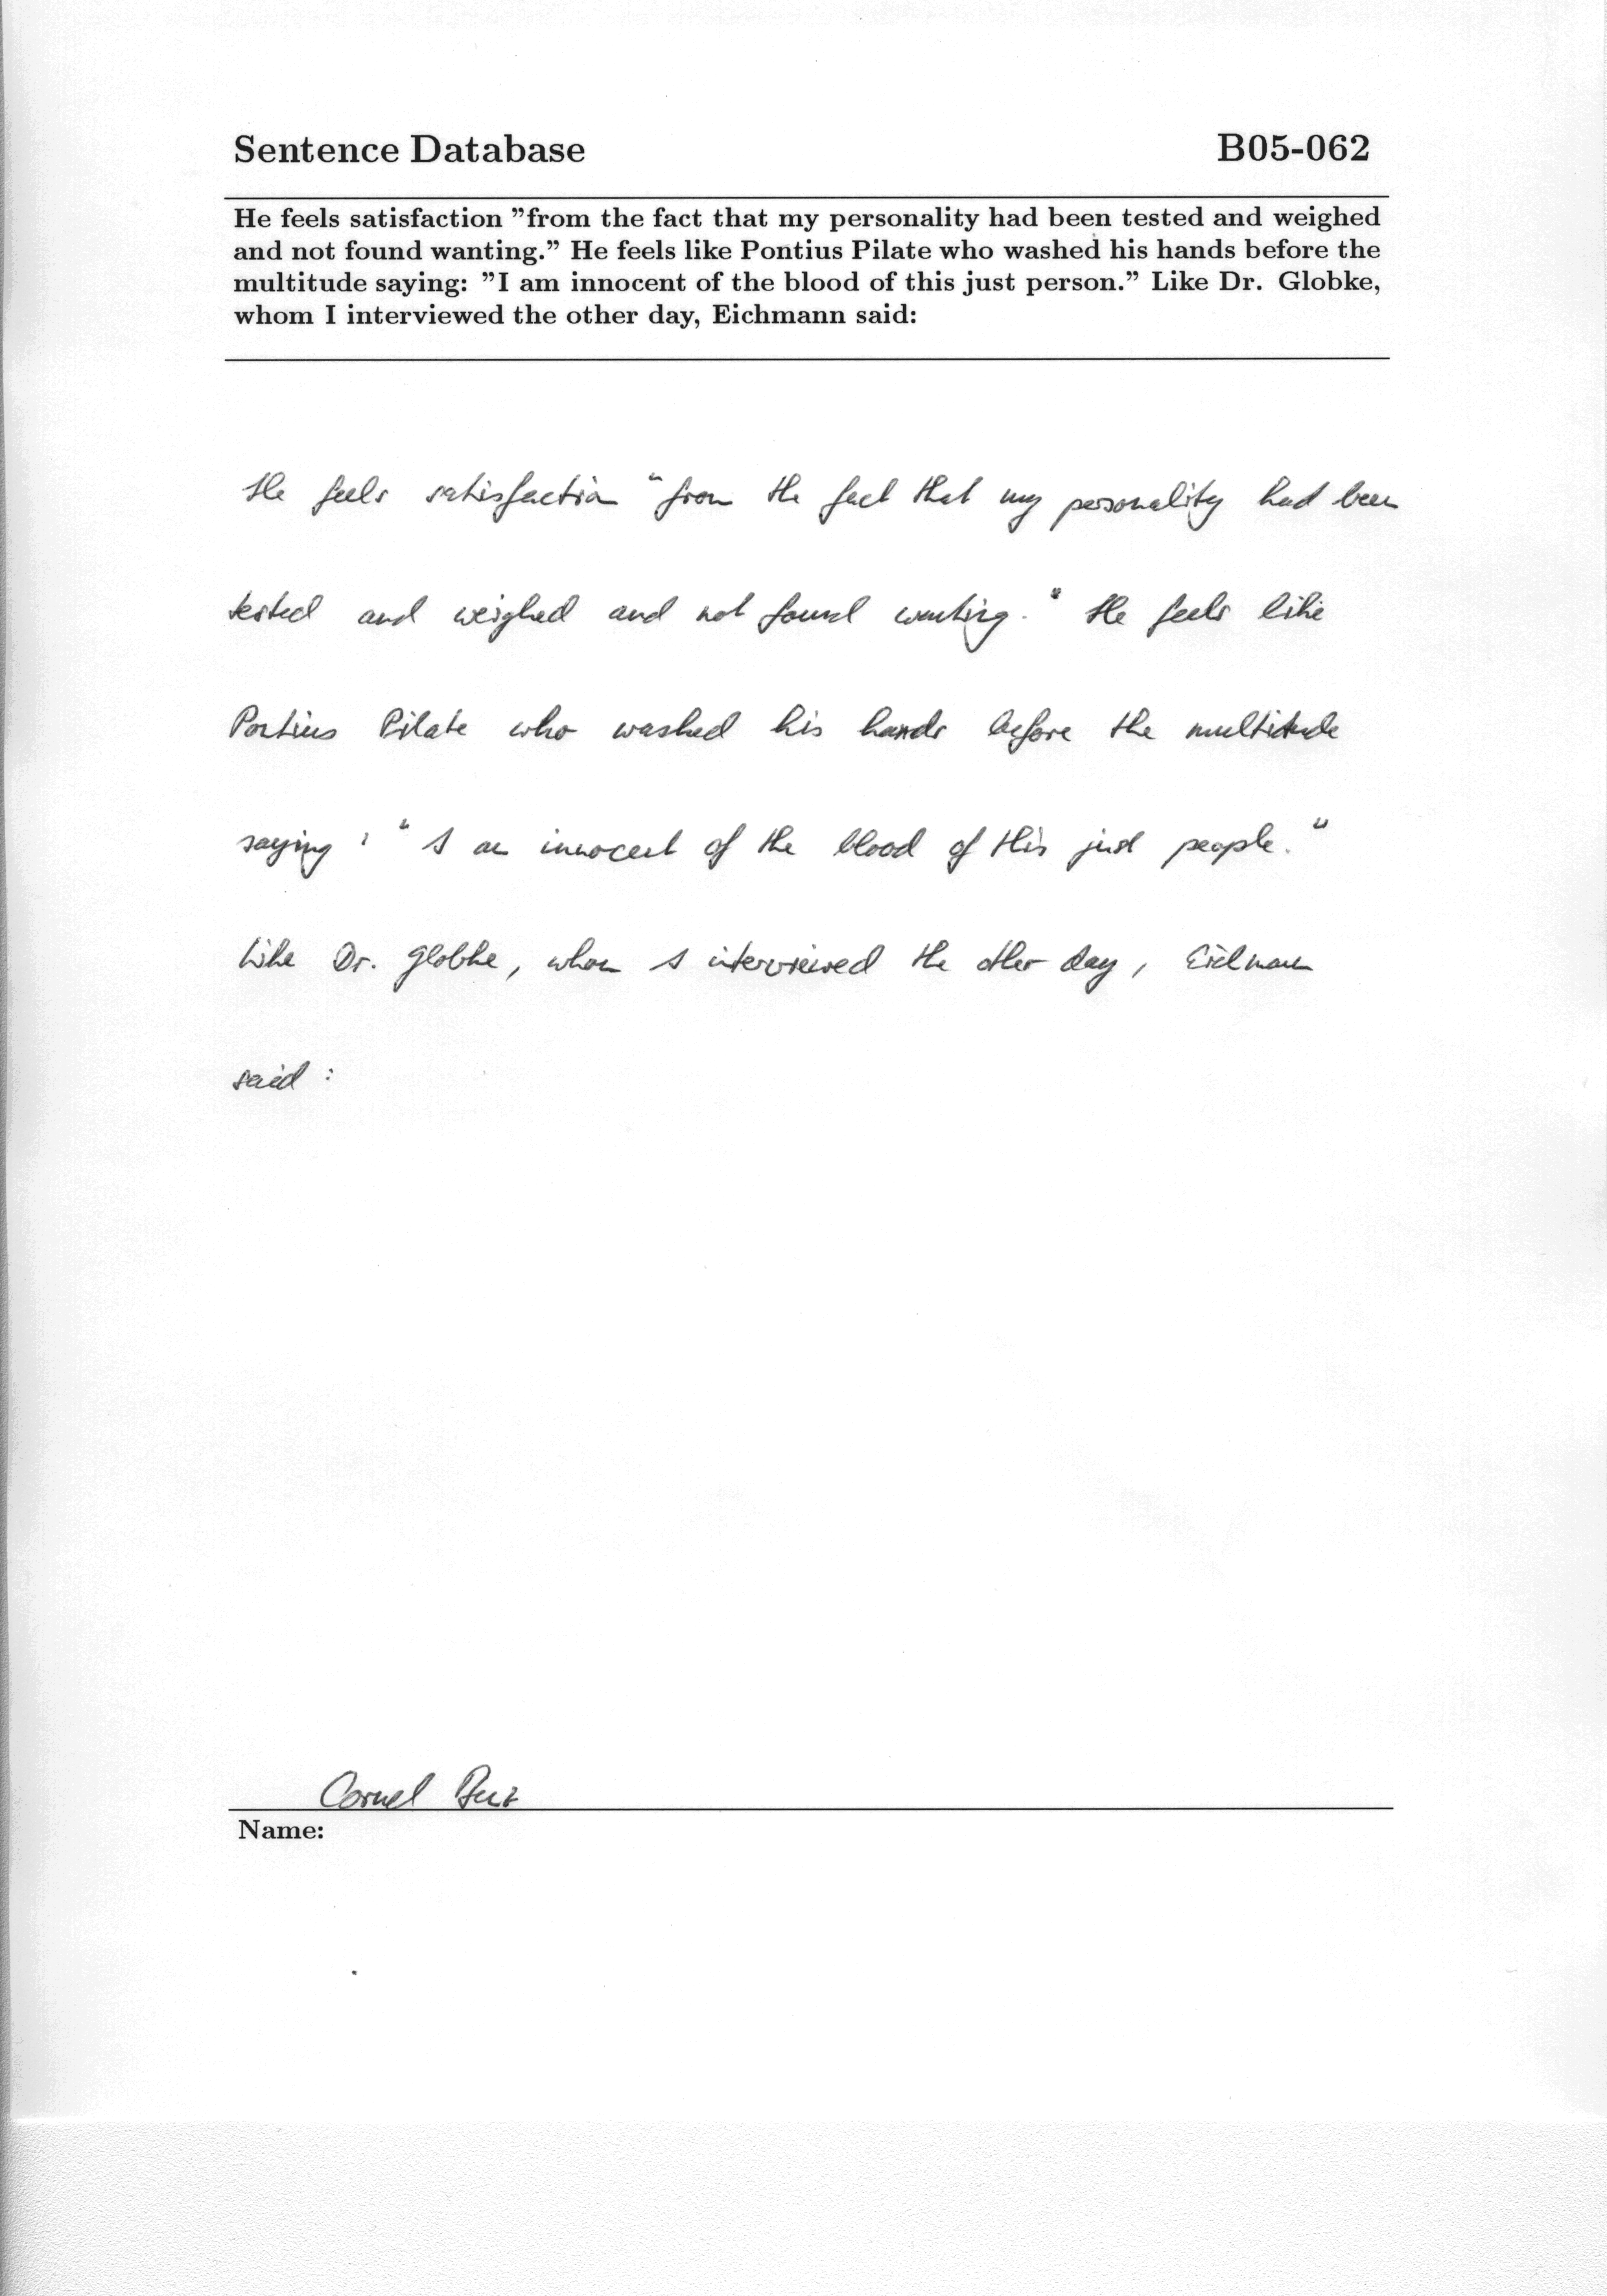 Sentence Database B05-062
He feels satisfaction ”from the fact that my personality had been tested and weighed
and not found wanting.” He feels like Pontius Pilate who washed his hands before the
multitude saying: ”I am innocent of the blood of this just person.” Like Dr. Globke,
whom I interviewed the other day, Eichmann said:
He feels satisfaction "from the fact that my personality had been
tested and weighed and not found wanting." He feels like
Pontius Pilate who washed his hands before the multitude
saying : "I am innocent of the blood of this just people."
Like Dr. Globke, whom I interviewed the other day, Eichmann
said :
Cornel
Name: